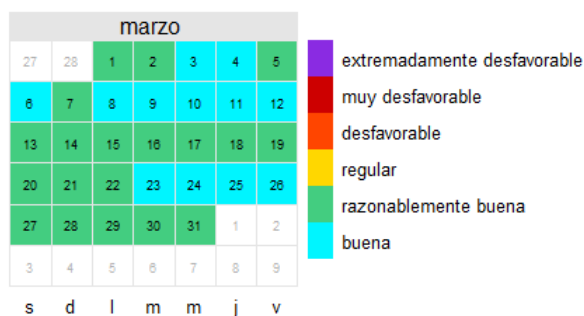 marzo
27 28 1 2 3 4 5
6 7 8 9 10 11 12
13 14 15 16 17 18 19
20 21 22 23 24 25 26
27 28 29 30 31 1 2
3 4 5 6 7 8 9
s d l m m j v
extremadamente desfavorable
muy desfavorable
desfavorable
regular
razonablemente buena
buena